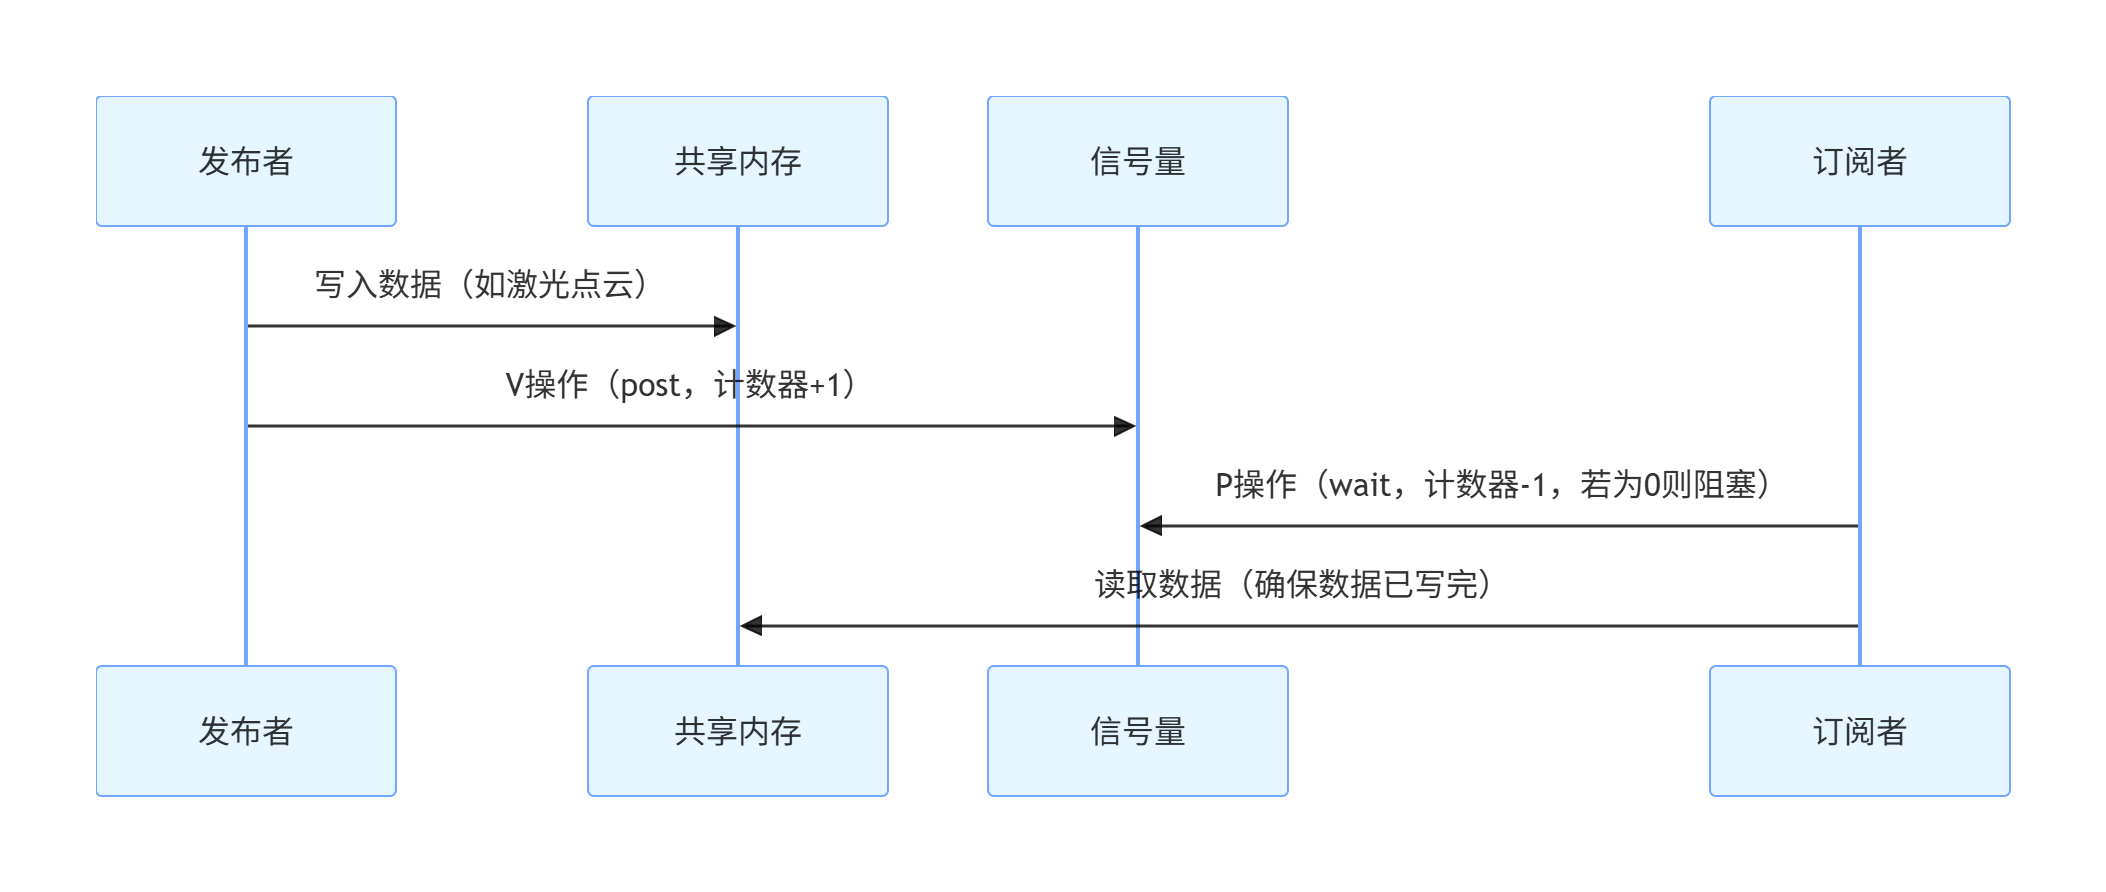 发布者
共享内存
信号量
订阅者
写入数据（如激光点云）
V操作（post，计数器+1）
P操作（wait，计数器-1，若为0则阻塞）
读取数据（确保数据已写完）
发布者
共享内存
信号量
订阅者